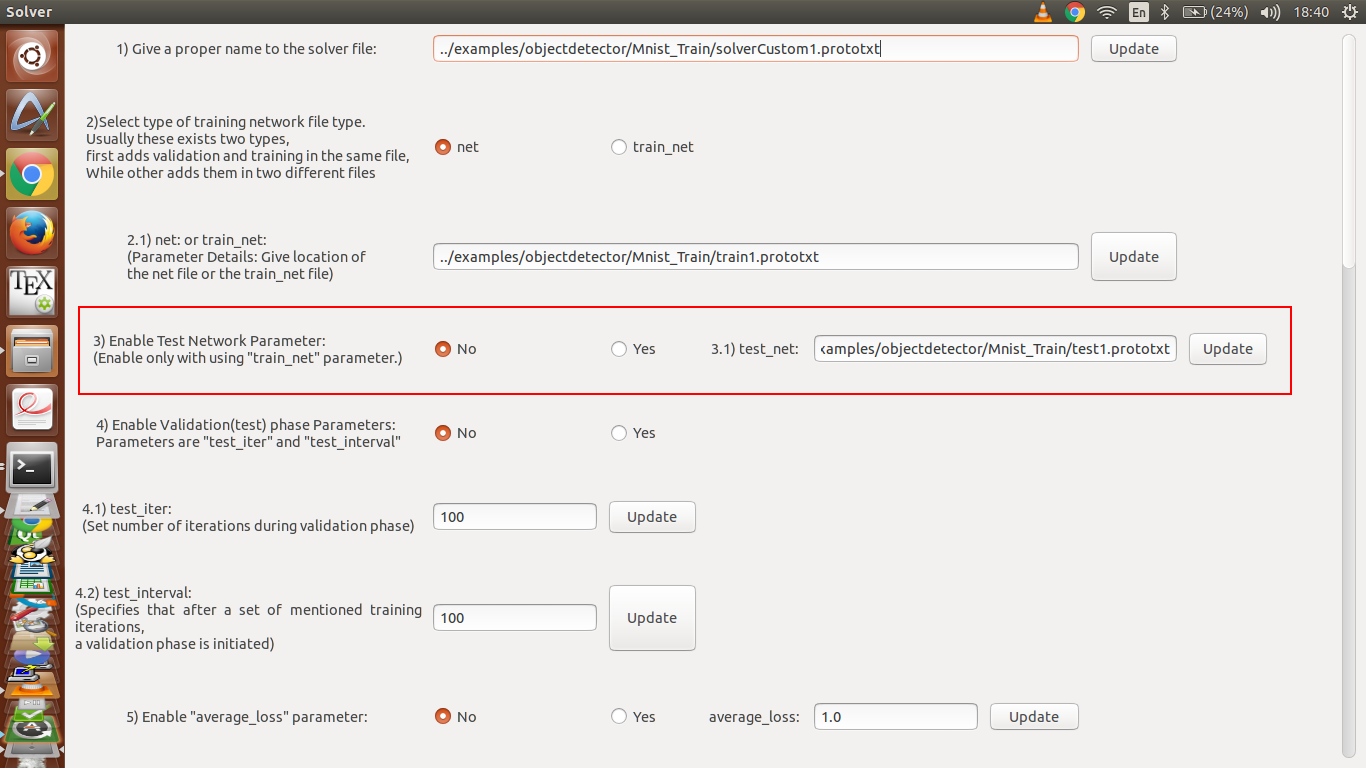 Solver
En
(24%)
18:40
1) Give a proper name to the solver file:
../examples/objectdetector/Mnist_Train/solverCustom1.prototxt
Update
2)Select type of training network file type.
Usually these exists two types,
first adds validation and training in the same file,
While other adds them in two different files
net
train_net
2.1) net: or train_net:
(Parameter Details: Give location of
the net file or the train_net file)
../examples/objectdetector/Mnist_Train/train1.prototxt
Update
3) Enable Test Network Parameter:
(Enable only with using "train_net" parameter.)
No
Yes
3.1) test_net:
xamples/objectdetector/Mnist_Train/test1.prototxt
Update
4) Enable Validation(test) phase Parameters:
Parameters are "test_iter" and "test_interval"
No
Yes
4.1) test_iter:
(Set number of iterations during validation phase)
100
Update
4.2) test_interval:
(Specifies that after a set of mentioned training
iterations,
a validation phase is initiated)
100
Update
5) Enable "average_loss" parameter:
No
Yes
average_loss:
1.0
Update
TEX
>_